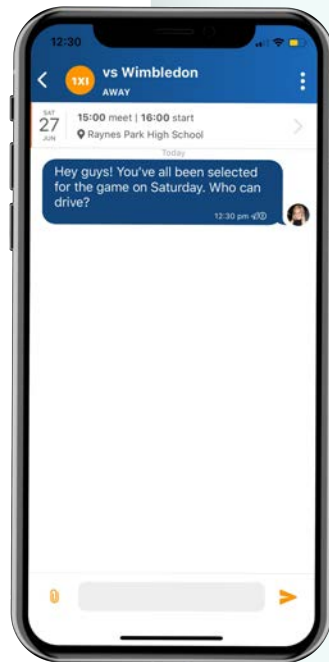 12:30
1XI
vs Wimbledon
AWAY
SAT
27
JUN
15:00 meet | 16:00 start
Raynes Park High School
Today
Hey guys! You've all been selected
for the game on Saturday. Who can
drive?
12:30 pm